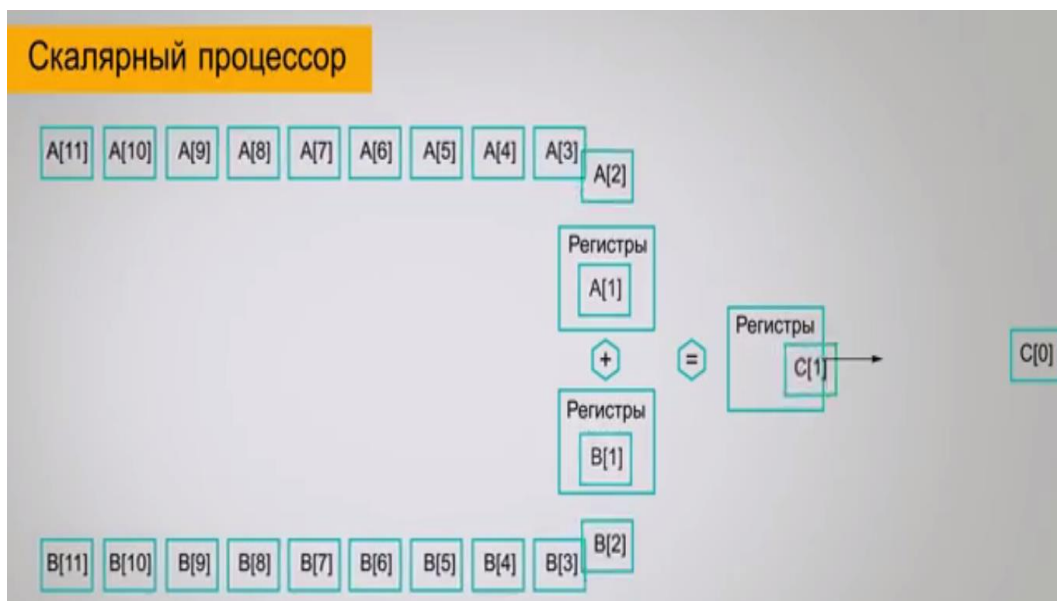 Скалярный процессор
A[11] A[10] A[9] A[8] A[7] A[6] A[5] A[4] A[3]
A[2]
Регистры
A[1]
Регистры
+ = C[1] C[0]
Регистры
B[1]
B[2]
B[11] B[10] B[9] B[8] B[7] B[6] B[5] B[4] B[3]